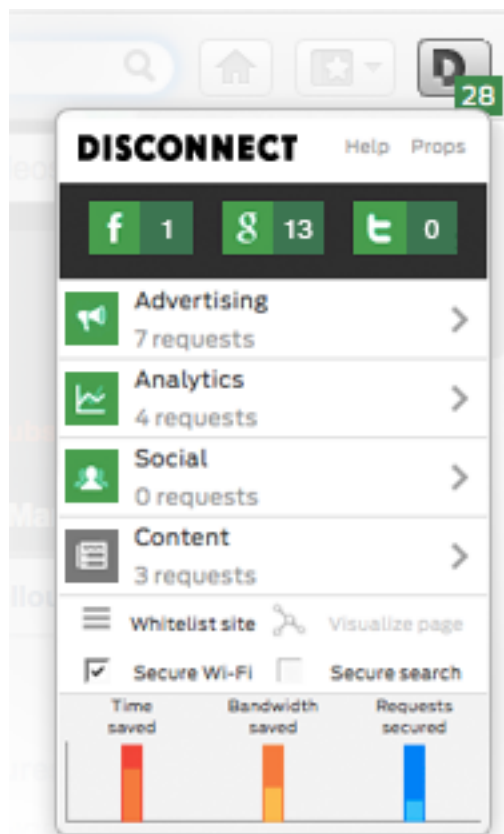 28
DISCONNECT Help Props
f 1 g 13 t 0
Advertising
7 requests
Analytics
4 requests
Social
0 requests
Content
3 requests
Whitelist site Visualize page
Secure Wi-Fi Secure search
Time saved Bandwidth saved Requests secured